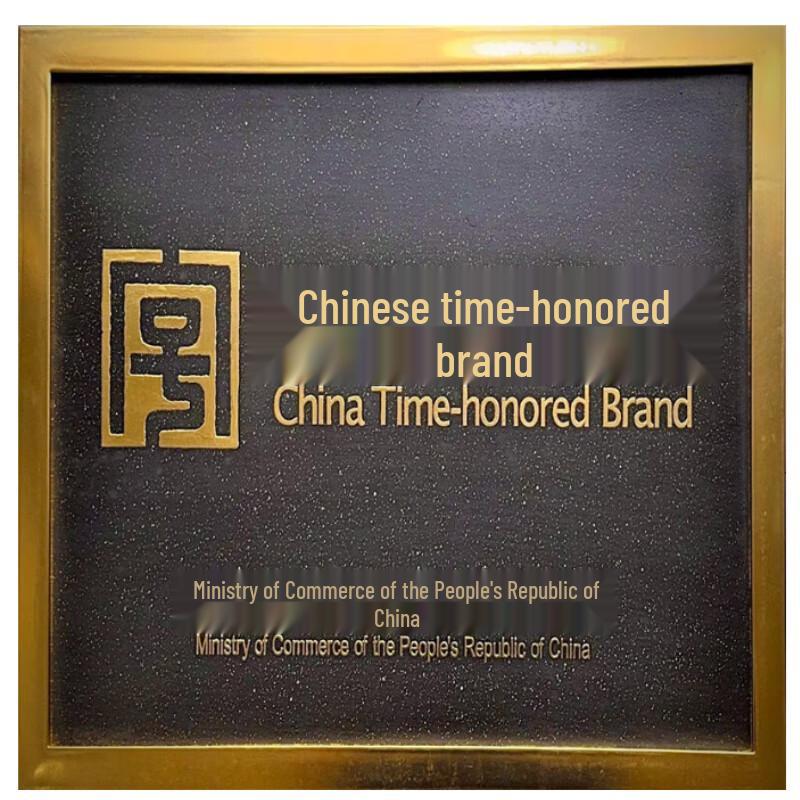 号
Chinese time-honored
brand
China Time-honored Brand
Ministry of Commerce of the People's Republic of
China
Ministry of Commerce of the People's Republic of China